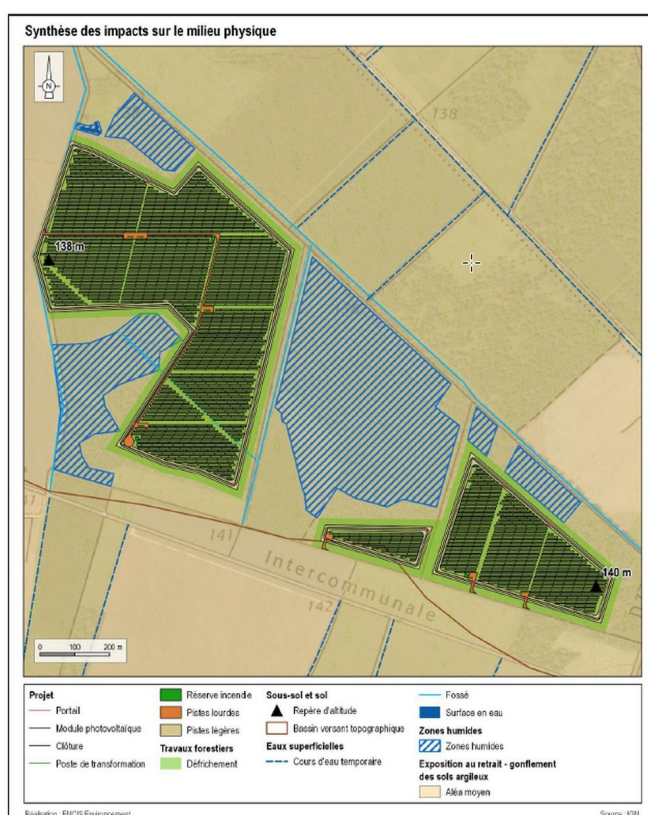 Synthèse des impacts sur le milieu physique
N
138
138 m
141
Intercommunale
142
140 m
0 100 200 m
Projet
Portail
Module photovoltaïque
Clôture
Poste de transformation
Réserve incendie
Pistes lourdes
Pistes légères
Travaux forestiers
Défrichement
Sous-sol et sol
Repère d'altitude
Bassin versant topographique
Eaux superficielles
Cours d'eau temporaire
Fossé
Surface en eau
Zones humides
Zones humides
Exposition au retrait - gonflement
des sols argileux
Aléa moyen
Réalisation : ENCIS Environnement
Source : IGN